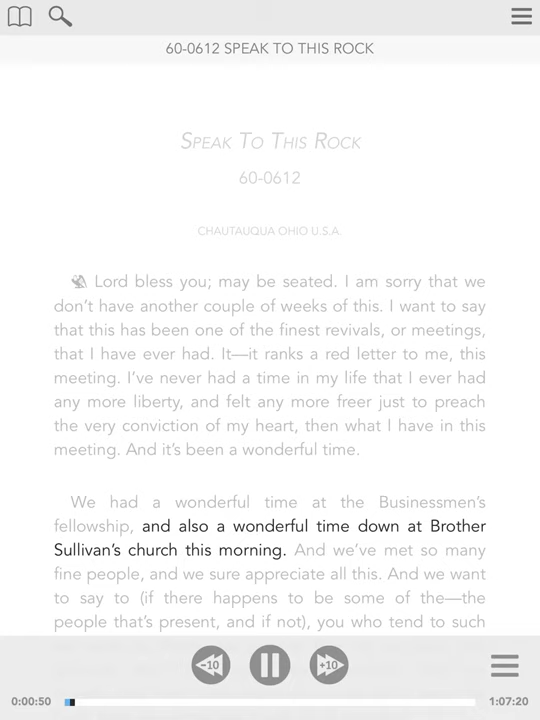 60-0612 SPEAK TO THIS ROCK
SPEAK TO THIS ROCK
60-0612
CHAUTAUQUA OHIO U.S.A.
Lord bless you; may be seated. I am sorry that we
don't have another couple of weeks of this. I want to say
that this has been one of the finest revivals, or meetings,
that I have ever had. It—it ranks a red letter to me, this
meeting. I've never had a time in my life that I ever had
any more liberty, and felt any more freer just to preach
the very conviction of my heart, then what I have in this
meeting. And it's been a wonderful time.
We had a wonderful time at the Businessmen's
fellowship, and also a wonderful time down at Brother
Sullivan's church this morning. And we've met so many
fine people, and we sure appreciate all this. And we want
to say to (if there happens to be some of the—the
people that's present, and if not), you who tend to such
-10 +10
0:00:50 1:07:20